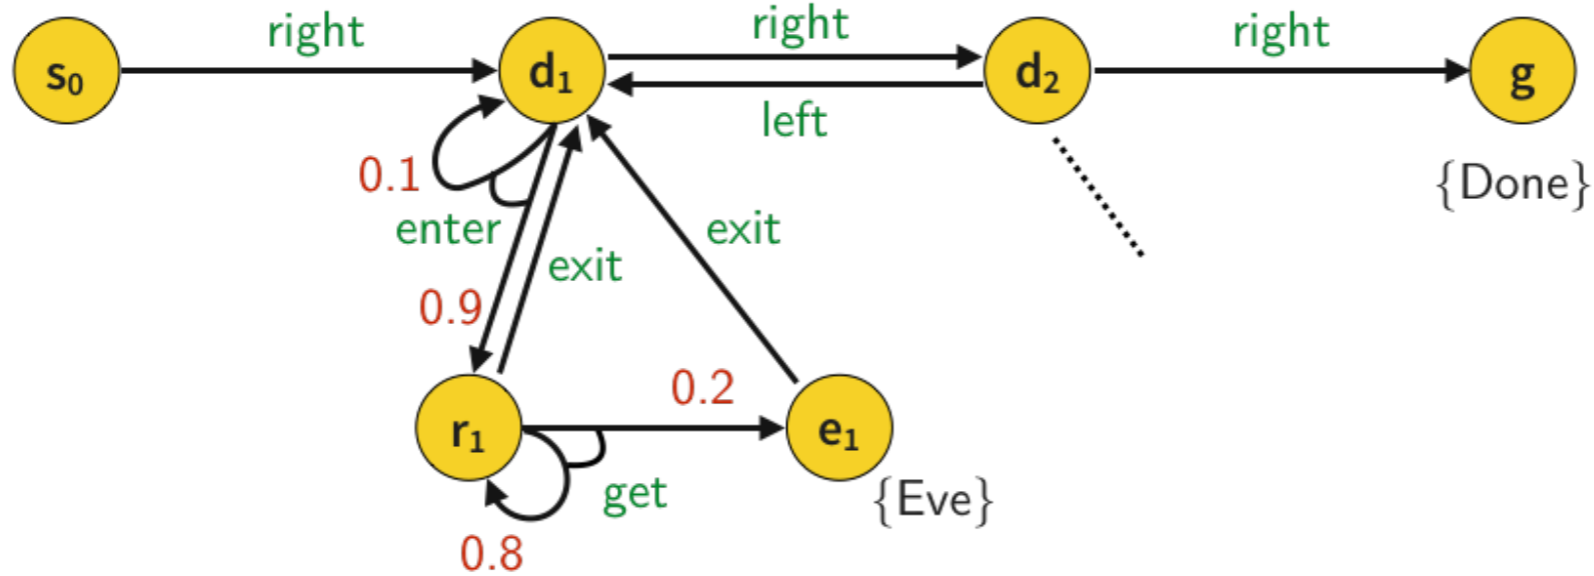 right right right
s₀ d₁ d₂ g
left
0.1 {Done}
enter exit exit
0.9
0.2
r₁ e₁
get {Eve}
0.8